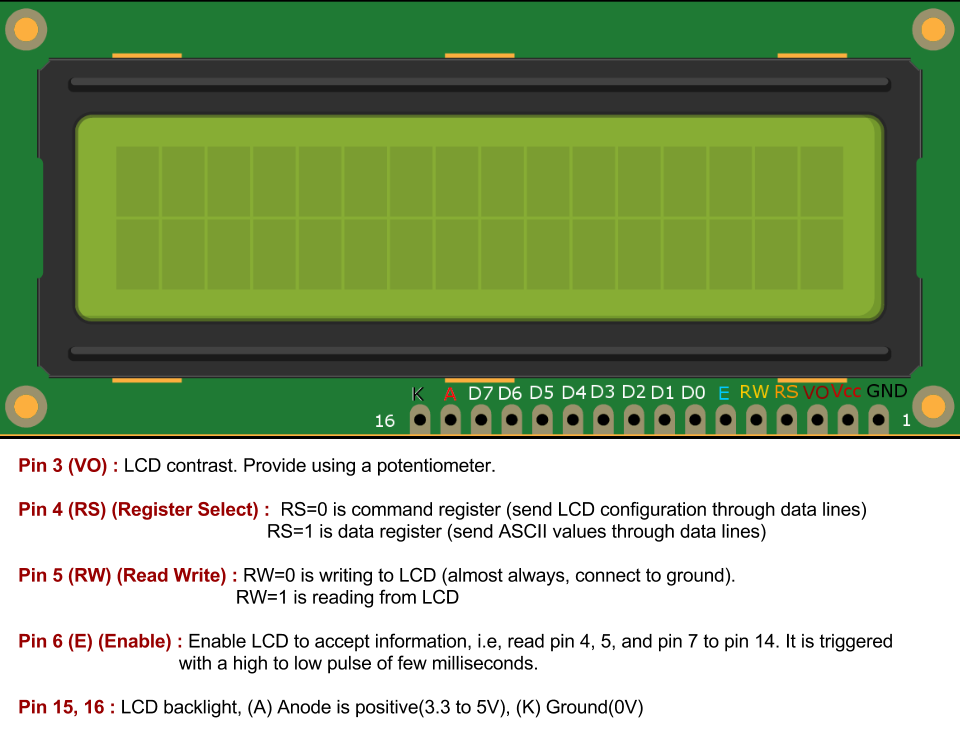 K A D7 D6 D5 D4 D3 D2 D1 D0 E RW RS VO Vcc GND
16 1
Pin 3 (VO) : LCD contrast. Provide using a potentiometer.
Pin 4 (RS) (Register Select) : RS=0 is command register (send LCD configuration through data lines)
RS=1 is data register (send ASCII values through data lines)
Pin 5 (RW) (Read Write) : RW=0 is writing to LCD (almost always, connect to ground).
RW=1 is reading from LCD
Pin 6 (E) (Enable) : Enable LCD to accept information, i.e, read pin 4, 5, and pin 7 to pin 14. It is triggered
with a high to low pulse of few milliseconds.
Pin 15, 16 : LCD backlight, (A) Anode is positive(3.3 to 5V), (K) Ground(0V)